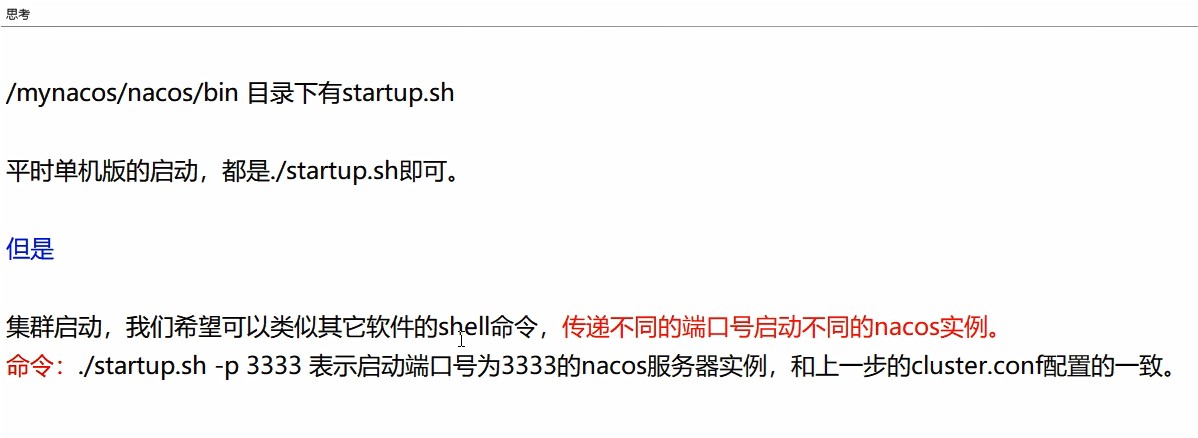 思考
/mynacos/nacos/bin 目录下有startup.sh
平时单机版的启动，都是./startup.sh即可。
但是
集群启动，我们希望可以类似其它软件的shell命令，传递不同的端口号启动不同的nacos实例。
命令：./startup.sh -p 3333 表示启动端口号为3333的nacos服务器实例，和上一步的cluster.conf配置的一致。